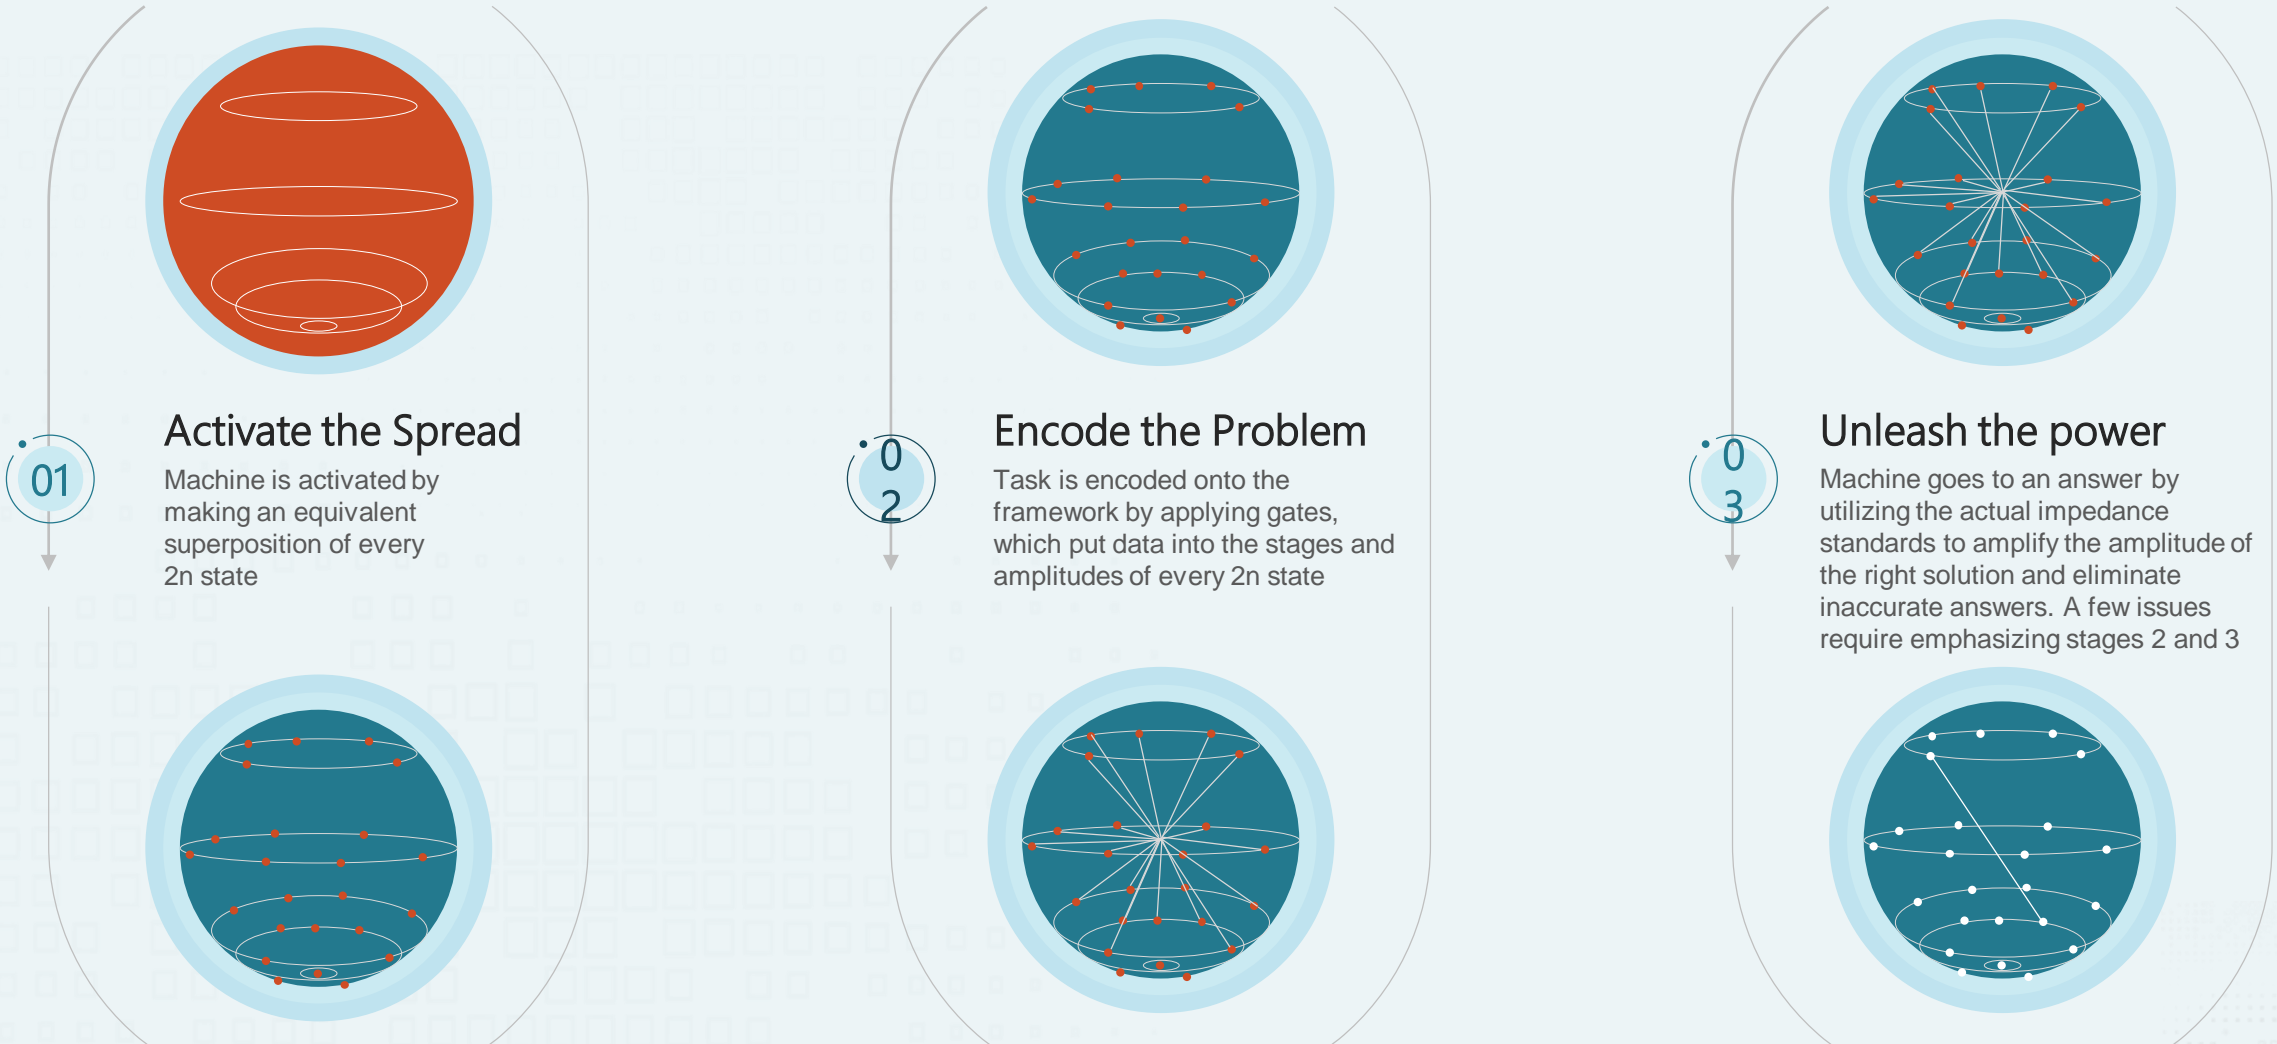 01
Activate the Spread
Machine is activated by
making an equivalent
superposition of every
2n state
0
2
Encode the Problem
Task is encoded onto the
framework by applying gates,
which put data into the stages and
amplitudes of every 2n state
0
3
Unleash the power
Machine goes to an answer by
utilizing the actual impedance
standards to amplify the amplitude of
the right solution and eliminate
inaccurate answers. A few issues
require emphasizing stages 2 and 3